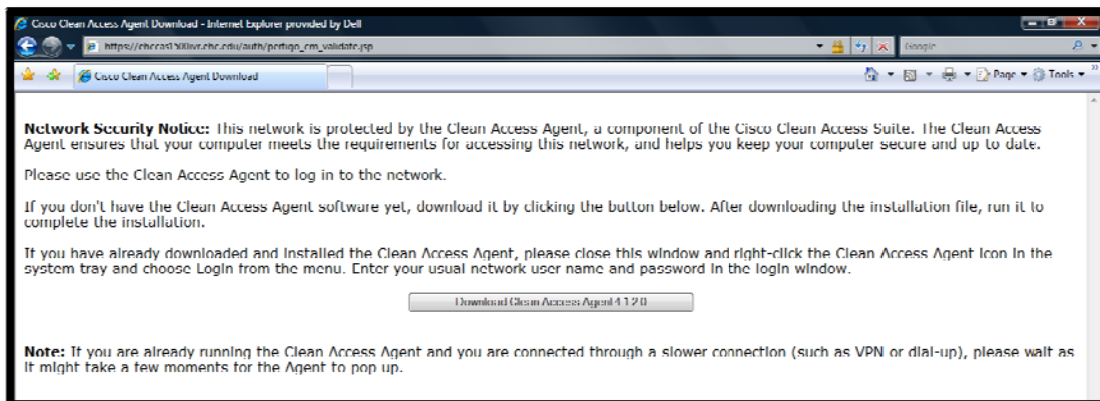 Cisco Clean Access Agent Download - Internet Explorer provided by Dell
Google
Cisco Clean Access Agent Download
Page Tools
Network Security Notice: This network is protected by the Clean Access Agent, a component of the Cisco Clean Access Suite. The Clean Access
Agent ensures that your computer meets the requirements for accessing this network, and helps you keep your computer secure and up to date.
Please use the Clean Access Agent to log in to the network.
If you don't have the Clean Access Agent software yet, download it by clicking the button below. After downloading the installation file, run it to
complete the installation.
If you have already downloaded and installed the Clean Access Agent, please close this window and right-click the Clean Access Agent icon in the
system tray and choose Login from the menu. Enter your usual network user name and password in the login window.
Download Clean Access Agent 4.1.2.0
Note: If you are already running the Clean Access Agent and you are connected through a slower connection (such as VPN or dial-up), please wait as
it might take a few moments for the Agent to pop up.